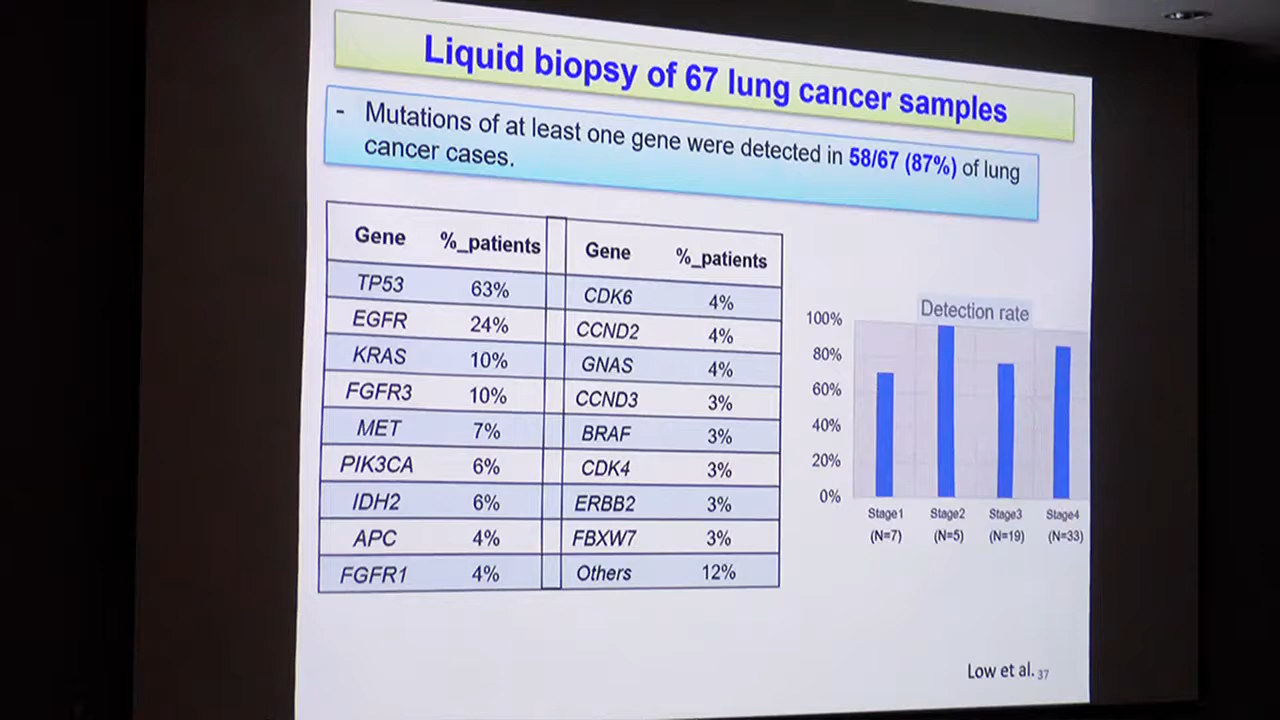 Liquid biopsy of 67 lung cancer samples
- Mutations of at least one gene were detected in 58/67 (87%) of lung
cancer cases.
Gene %_patients Gene %_patients
TP53 63% CDK6 4%
EGFR 24% CCND2 4%
KRAS 10% GNAS 4%
FGFR3 10% CCND3 3%
MET 7% BRAF 3%
PIK3CA 6% CDK4 3%
IDH2 6% ERBB2 3%
APC 4% FBXW7 3%
FGFR1 4% Others 12%
Detection rate
100%
80%
60%
40%
20%
0%
Stage1 Stage2 Stage3 Stage4
(N=7) (N=5) (N=19) (N=33)
Low et al. 37